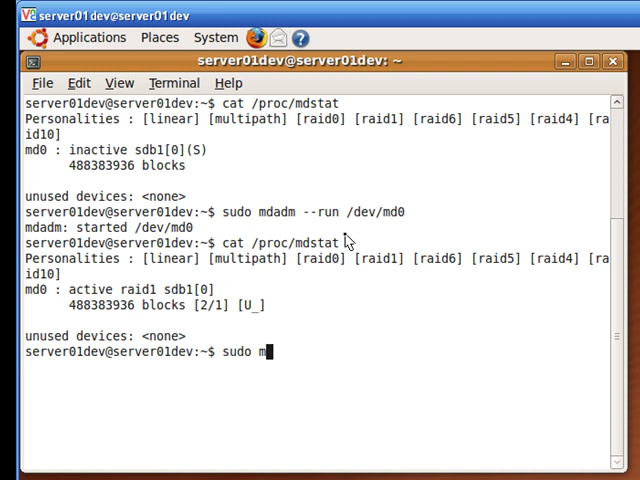 server01dev@server01dev
Applications Places System
server01dev@server01dev: ~
File Edit View Terminal Help
server01dev@server01dev:~$ cat /proc/mdstat
Personalities : [linear] [multipath] [raid0] [raid1] [raid6] [raid5] [raid4] [ra
id10]
md0 : inactive sdb1[0](S)
488383936 blocks
unused devices: <none>
server01dev@server01dev:~$ sudo mdadm --run /dev/md0
mdadm: started /dev/md0
server01dev@server01dev:~$ cat /proc/mdstat
Personalities : [linear] [multipath] [raid0] [raid1] [raid6] [raid5] [raid4] [ra
id10]
md0 : active raid1 sdb1[0]
488383936 blocks [2/1] [U_]
unused devices: <none>
server01dev@server01dev:~$ sudo m